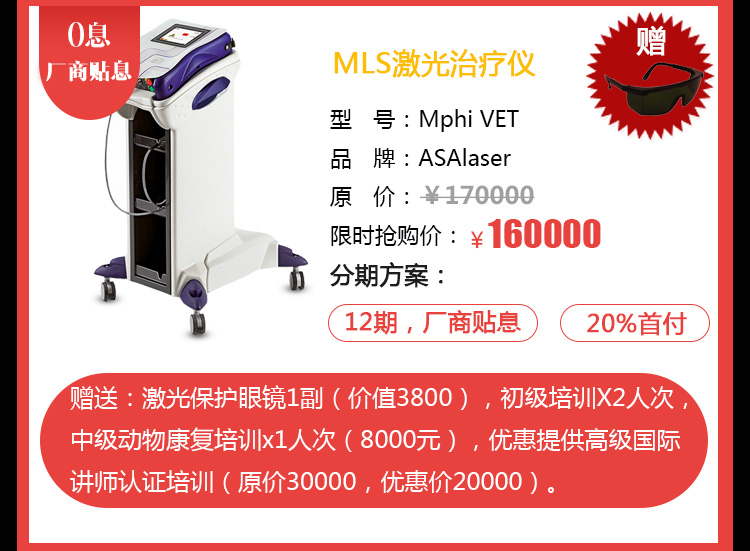 0息
厂商贴息
MLS激光治疗仪
赠
型 号：Mphi VET
品 牌：ASAlaser
原 价：￥170000
限时抢购价：￥160000
分期方案：
12期，厂商贴息
20%首付
赠送：激光保护眼镜1副（价值3800），初级培训X2人次，
中级动物康复培训x1人次（8000元），优惠提供高级国际
讲师认证培训（原价30000，优惠价20000）。